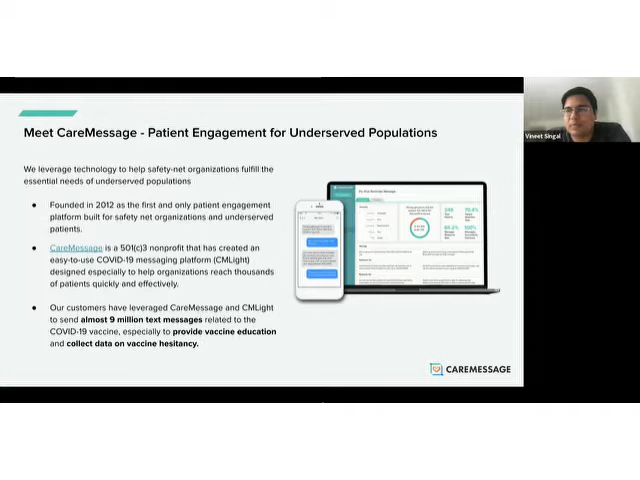 Meet CareMessage - Patient Engagement for Underserved Populations
Vineet Singal
We leverage technology to help safety-net organizations fulfill the
essential needs of underserved populations
● Founded in 2012 as the first and only patient engagement
platform built for safety net organizations and underserved
patients.
● CareMessage is a 501(c)3 nonprofit that has created an
easy-to-use COVID-19 messaging platform (CMLight)
designed especially to help organizations reach thousands
of patients quickly and effectively.
● Our customers have leveraged CareMessage and CMLight
to send almost 9 million text messages related to the
COVID-19 vaccine, especially to provide vaccine education
and collect data on vaccine hesitancy.
CAREMESSAGE